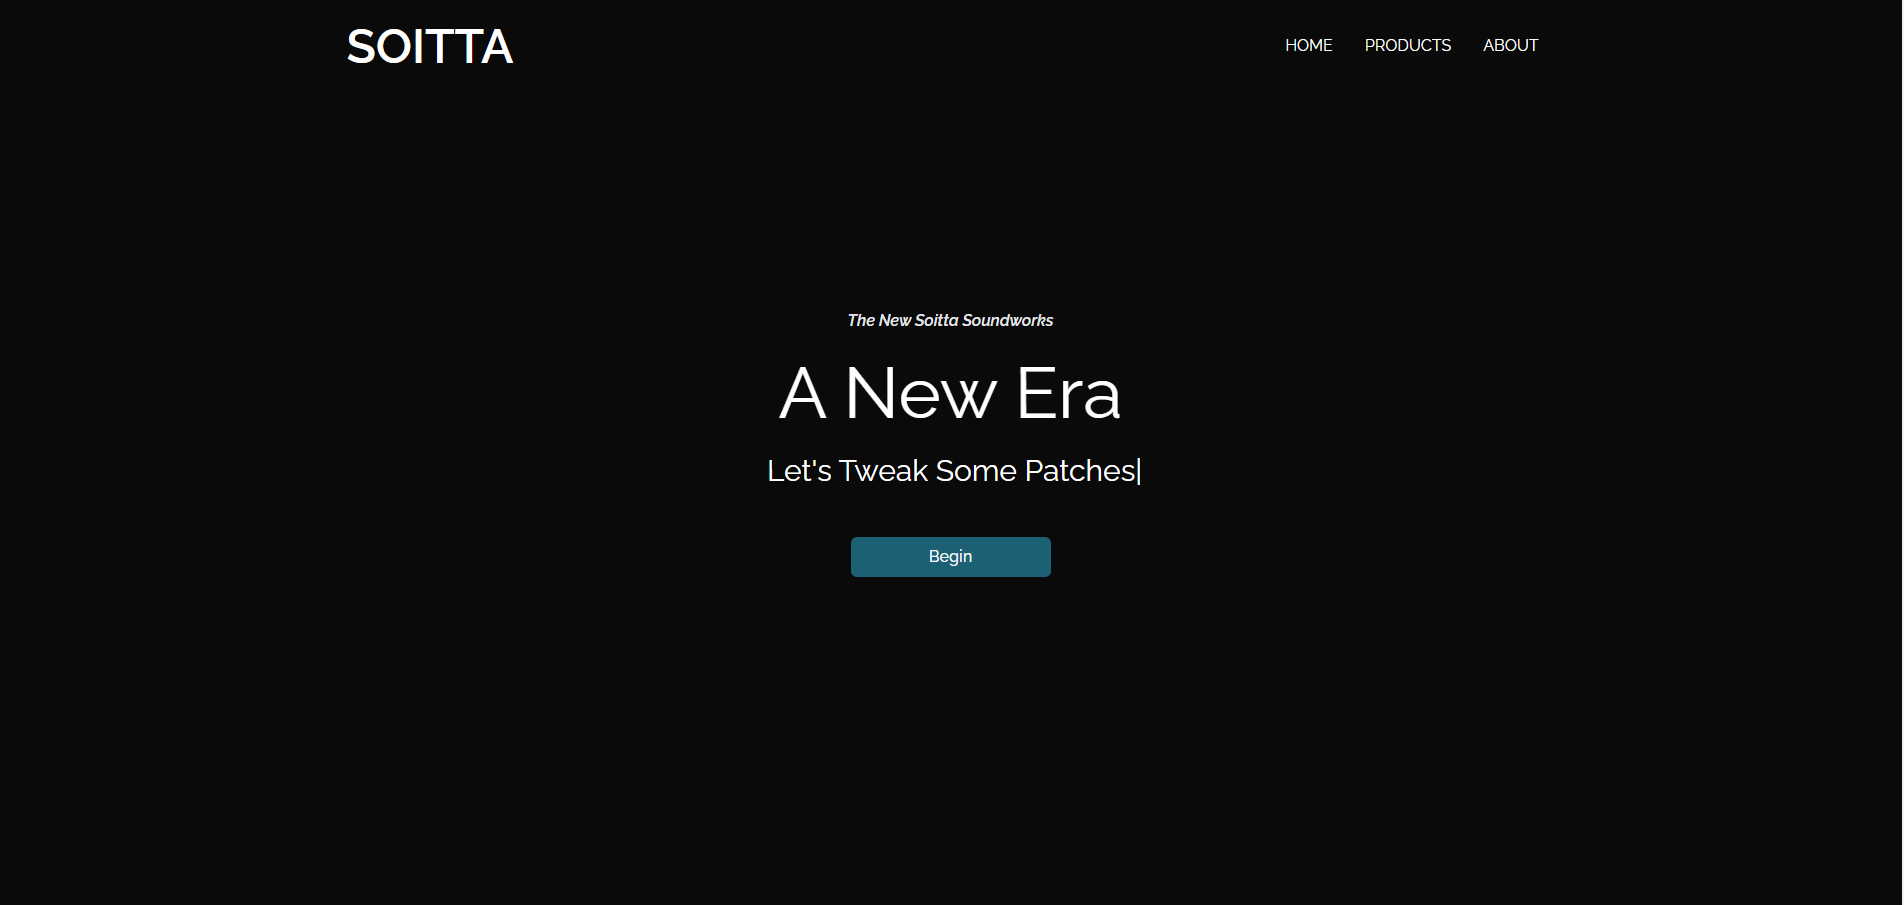 SOITTA
HOME PRODUCTS ABOUT
The New Soitta Soundworks
A New Era
Let's Tweak Some Patches|
Begin